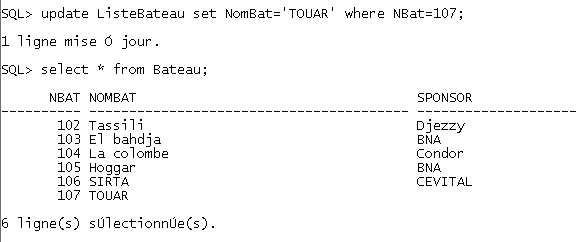 SQL> update ListeBateau set NomBat='TOUAR' where NBat=107;
1 ligne mise Ó jour.
SQL> select * from Bateau;
NBAT NOMBAT SPONSOR
---------- ---------------------------------------- --------------------
102 Tassili Djezzy
103 El bahdja BNA
104 La colombe Condor
105 Hoggar BNA
106 SIRTA CEVITAL
107 TOUAR
6 ligne(s) sÚlectionnÚe(s).